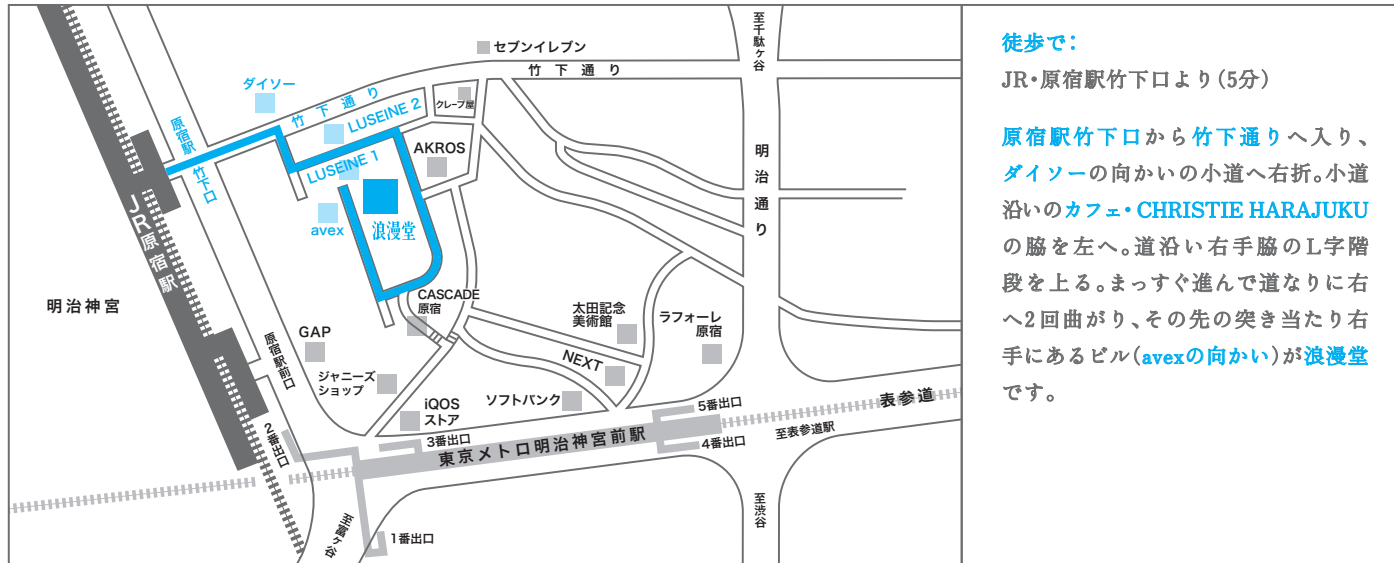 セブンイレブン
至千駄ヶ谷
竹下通り
ダイソー
竹下通り
クレープ屋
LUSEINE 2
原宿駅 竹下口
LUSEINE 1
AKROS
明治通り
JR原宿駅
avex
浪漫堂
明治神宮
CASCADE
原宿
太田記念
美術館
ラフォーレ
原宿
GAP
原宿駅前口
NEXT
ジャニーズ
ショップ
iQOS
ストア
ソフトバンク
5番出口
表参道
2番出口
3番出口
東京メトロ明治神宮前駅
4番出口
至表参道駅
至渋谷
至富ヶ谷
1番出口
徒歩で：
JR・原宿駅竹下口より（5分）
原宿駅竹下口から竹下通りへ入り、
ダイソーの向かいの小道へ右折。小道
沿いのカフェ・CHRISTIE HARAJUKU
の脇を左へ。道沿い右手脇のL字階
段を上る。まっすぐ進んで道なりに右
へ2回曲がり、その先の突き当たり右
手にあるビル（avexの向かい）が浪漫堂
です。